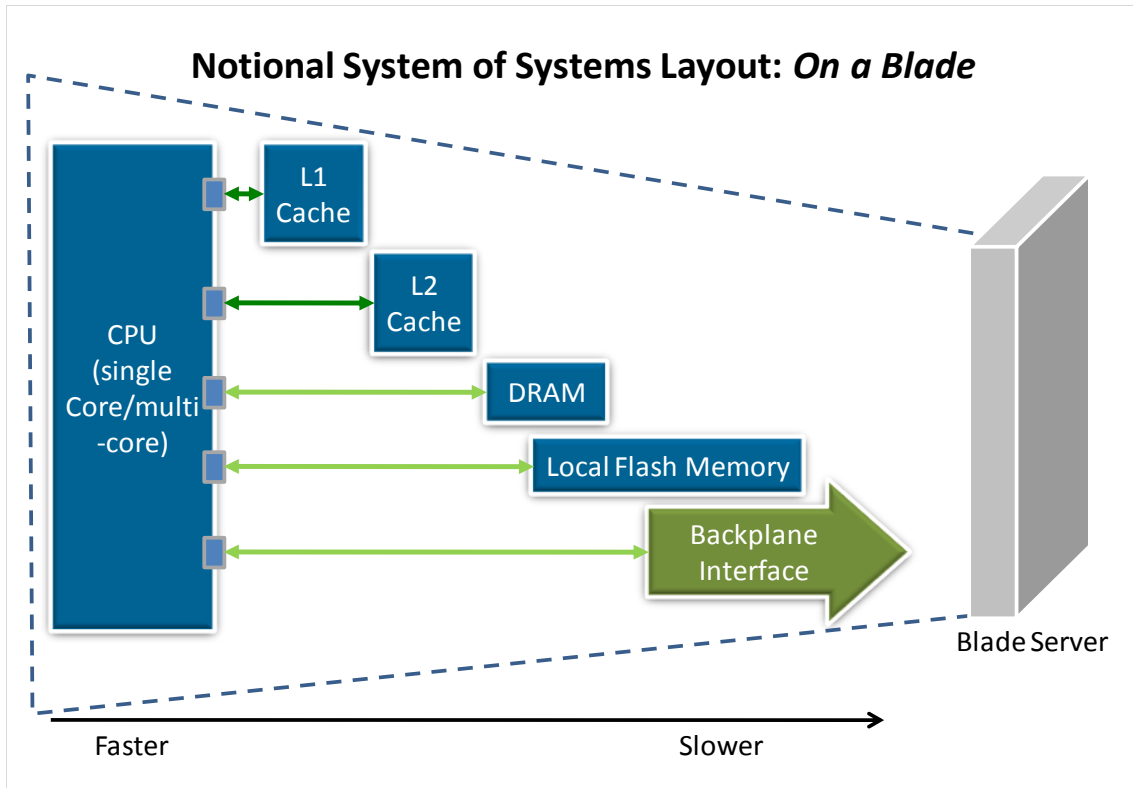 Notional System of Systems Layout: On a Blade
L1
Cache
L2
Cache
CPU
(single
Core/multi
-core)
DRAM
Local Flash Memory
Backplane
Interface
Blade Server
Faster
Slower